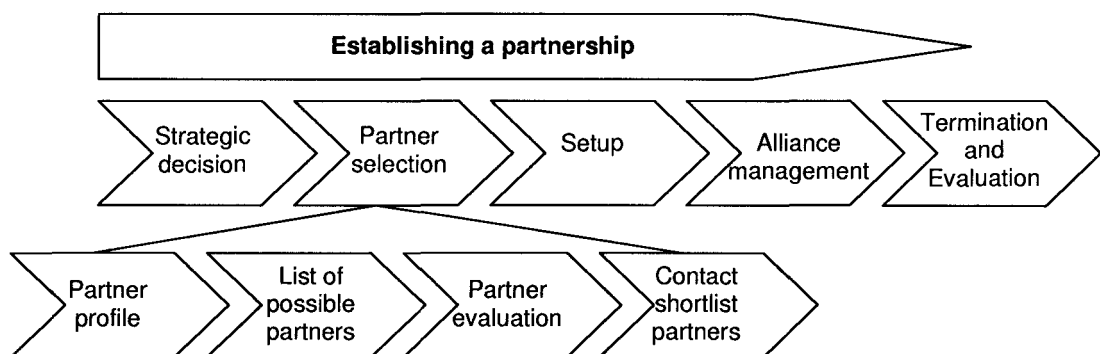 Establishing a partnership
Strategic
decision
Partner
selection
Setup
Alliance
management
Termination
and
Evaluation
Partner
profile
List of
possible
partners
Partner
evaluation
Contact
shortlist
partners